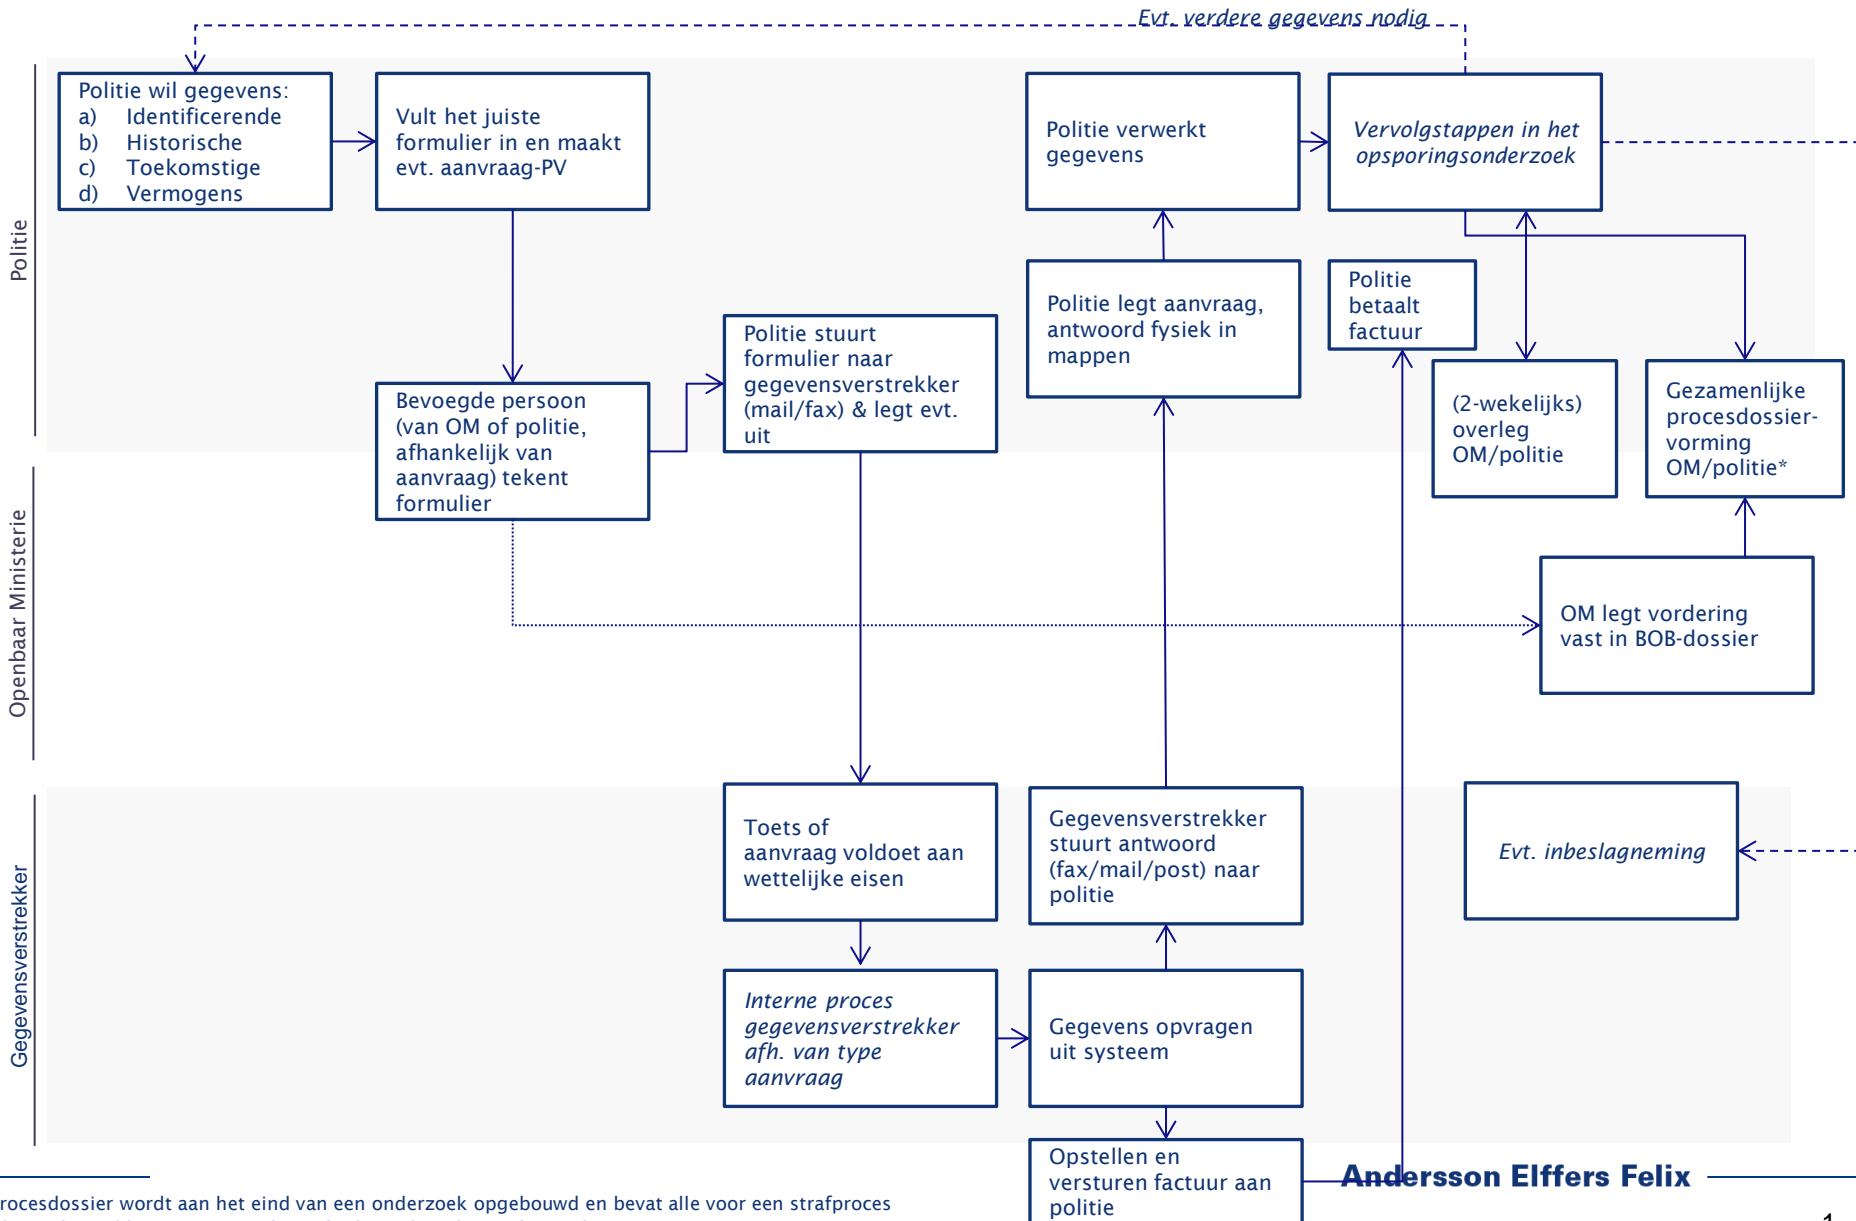 Evt. verdere gegevens nodig
Politie
Politie wil gegevens:
a) Identificerende
b) Historische
c) Toekomstige
d) Vermogens
Vult het juiste
formulier in en maakt
evt. aanvraag-PV
Politie verwerkt
gegevens
Vervolgstappen in het
opsporingsonderzoek
Politie legt aanvraag,
antwoord fysiek in
mappen
Politie
betaalt
factuur
Politie stuurt
formulier naar
gegevensverstrekker
(mail/fax) & legt evt.
uit
Bevoegde persoon
(van OM of politie,
afhankelijk van
aanvraag) tekent
formulier
(2-wekelijks)
overleg
OM/politie
Gezamenlijke
procesdossier-
vorming
OM/politie*
Openbaar Ministerie
OM legt vordering
vast in BOB-dossier
Gegevensverstrekker
Toets of
aanvraag voldoet aan
wettelijke eisen
Gegevensverstrekker
stuurt antwoord
(fax/mail/post) naar
politie
Evt. inbeslagneming
Interne proces
gegevensverstrekker
afh. van type
aanvraag
Gegevens opvragen
uit systeem
Opstellen en
versturen factuur aan
politie
Andersson Elffers Felix
rocesdossier wordt aan het eind van een onderzoek opgebouwd en bevat alle voor een strafproces